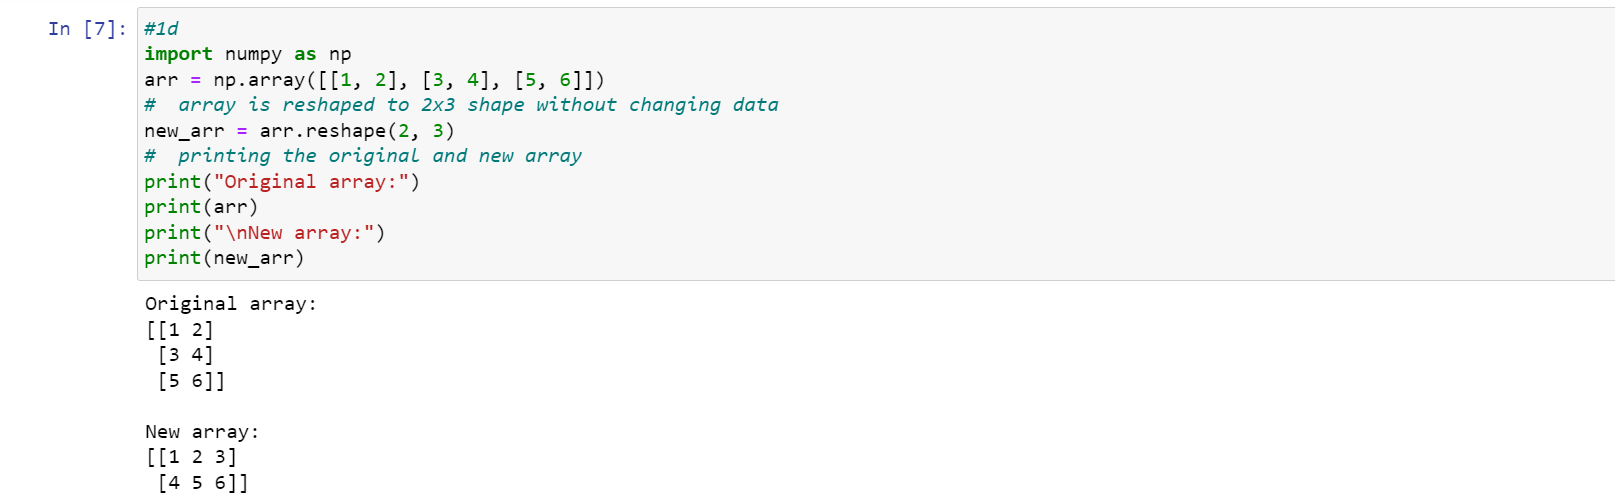 In [7]: #1d
import numpy as np
arr = np.array([[1, 2], [3, 4], [5, 6]])
#  array is reshaped to 2x3 shape without changing data
new_arr = arr.reshape(2, 3)
#  printing the original and new array
print("Original array:")
print(arr)
print("\nNew array:")
print(new_arr)
Original array:
[[1 2]
 [3 4]
 [5 6]]
New array:
[[1 2 3]
 [4 5 6]]